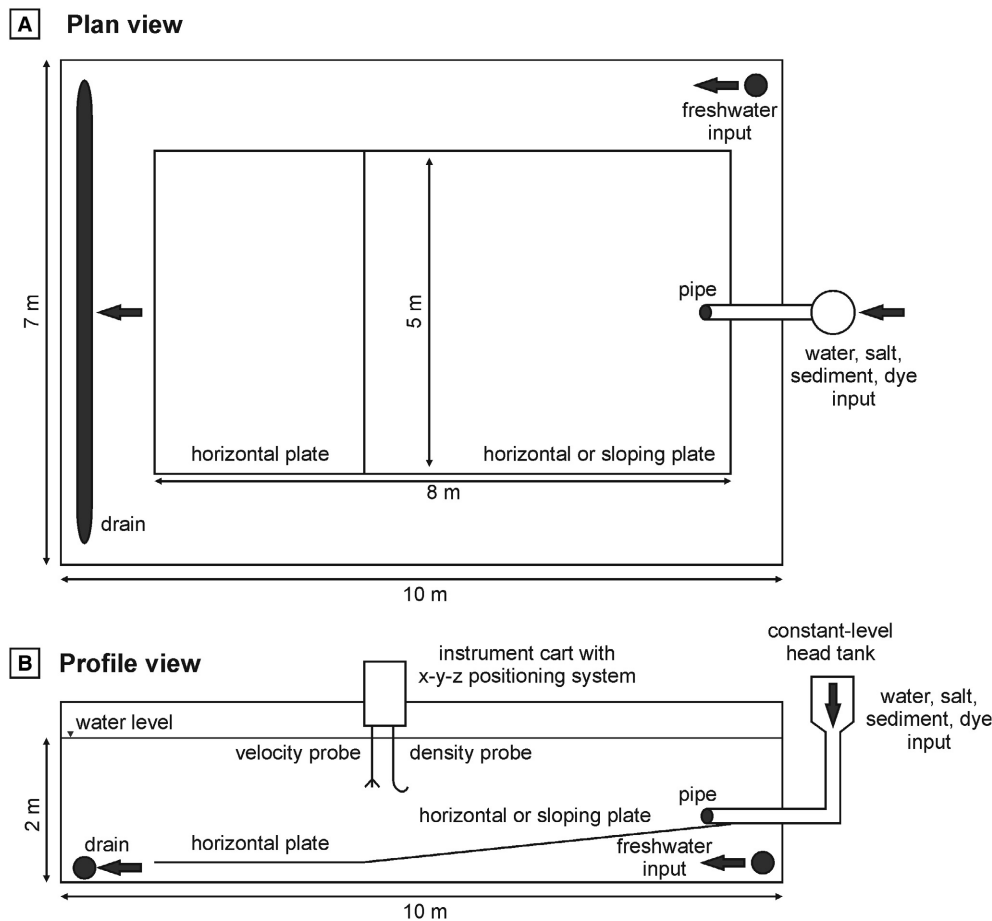 A Plan view
freshwater
input
7 m
5 m
pipe
water, salt,
sediment, dye
input
horizontal plate
horizontal or sloping plate
8 m
drain
10 m
B Profile view
instrument cart with
x-y-z positioning system
constant-level
head tank
water level
water, salt,
sediment, dye
input
velocity probe
density probe
2 m
pipe
horizontal or sloping plate
drain
horizontal plate
freshwater
input
10 m